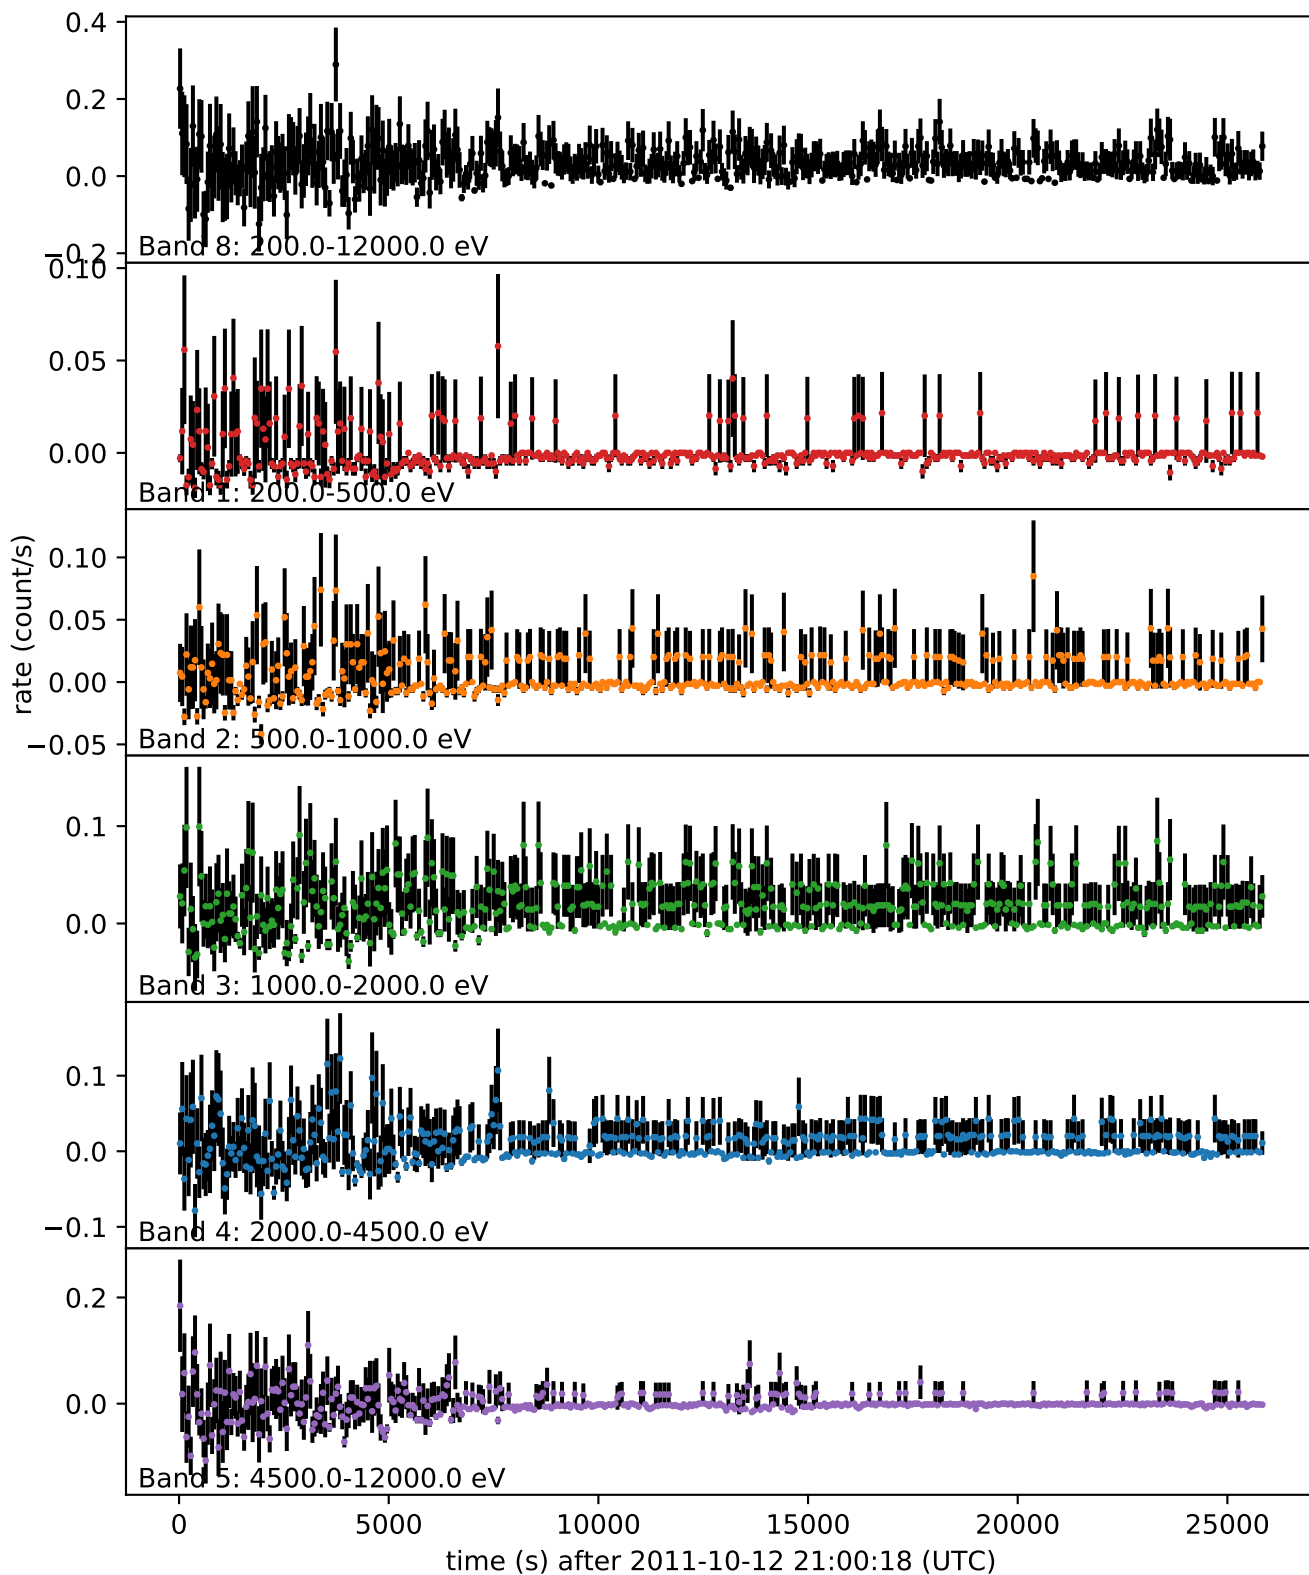 0.4
0.2
0.0
−0.2
Band 8: 200.0-12000.0 eV
0.10
0.05
0.00
Band 1: 200.0-500.0 eV
0.10
0.05
0.00
−0.05
Band 2: 500.0-1000.0 eV
rate (count/s)
0.1
0.0
Band 3: 1000.0-2000.0 eV
0.1
0.0
−0.1
Band 4: 2000.0-4500.0 eV
0.2
0.0
Band 5: 4500.0-12000.0 eV
0 5000 10000 15000 20000 25000
time (s) after 2011-10-12 21:00:18 (UTC)